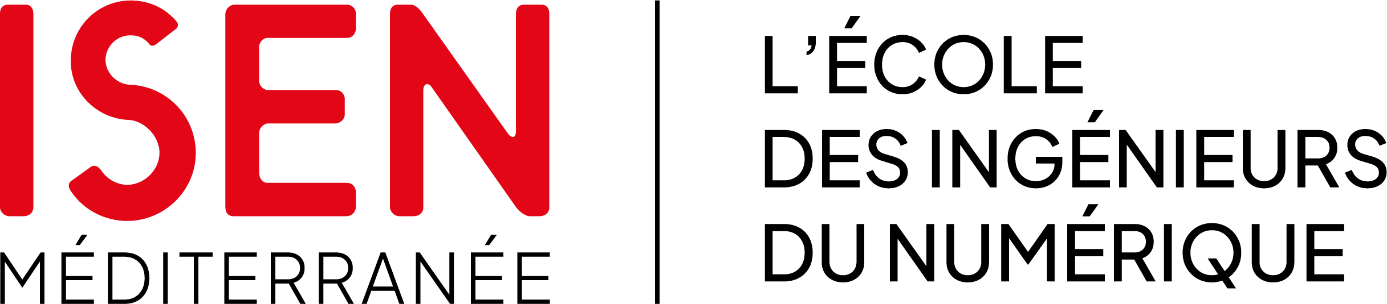 ISEN
MÉDITERRANÉE
L’ÉCOLE
DES INGÉNIEURS
DU NUMÉRIQUE